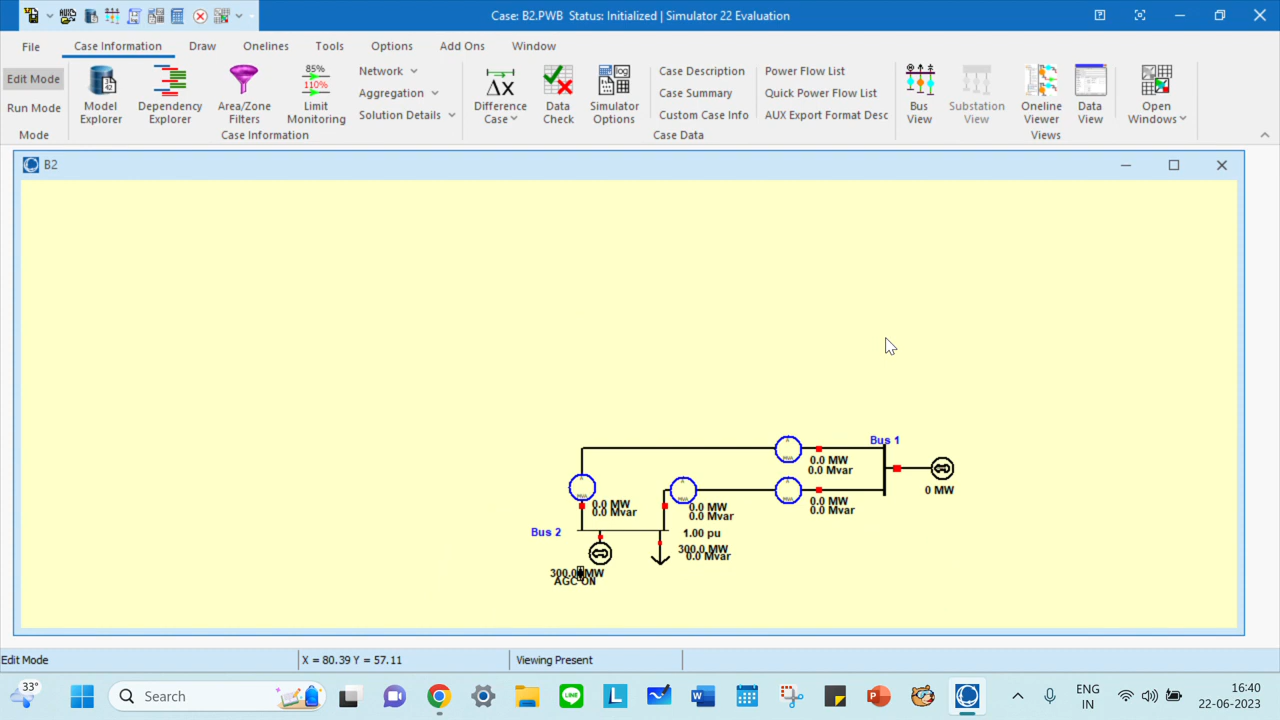 Case: B2.PWB Status: Initialized | Simulator 22 Evaluation
File Case Information Draw Onelines Tools Options Add Ons Window
Edit Mode
Run Mode
Mode
Model Explorer
Dependency Explorer
Area/Zone Filters
85%
110%
Limit Monitoring
Case Information
Network
Aggregation
Solution Details
Difference Case
Data Check
Simulator Options
Case Description
Case Summary
Custom Case Info
Power Flow List
Quick Power Flow List
AUX Export Format Desc
Case Data
Bus View
Substation View
Oneline Viewer
Data View
Views
Open Windows
B2
Bus 1
0.0 MW
0.0 Mvar
0 MW
0.0 MW
0.0 Mvar
0.0 MW
0.0 Mvar
0.0 MW
0.0 Mvar
Bus 2
1.00 pu
300.0 MW
0.0 Mvar
300.0 MW
AGC ON
Edit Mode
X = 80.39 Y = 57.11
Viewing Present
33°
Search
LINE
ENG
IN
16:40
22-06-2023